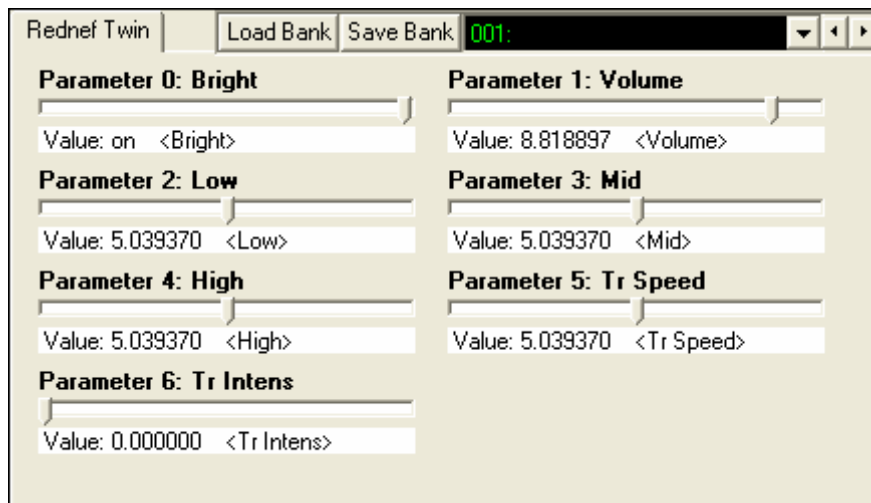 Rednef Twin Load Bank Save Bank 001:
Parameter 0: Bright Parameter 1: Volume
Value: on <Bright> Value: 8.818897 <Volume>
Parameter 2: Low Parameter 3: Mid
Value: 5.039370 <Low> Value: 5.039370 <Mid>
Parameter 4: High Parameter 5: Tr Speed
Value: 5.039370 <High> Value: 5.039370 <Tr Speed>
Parameter 6: Tr Intens
Value: 0.000000 <Tr Intens>